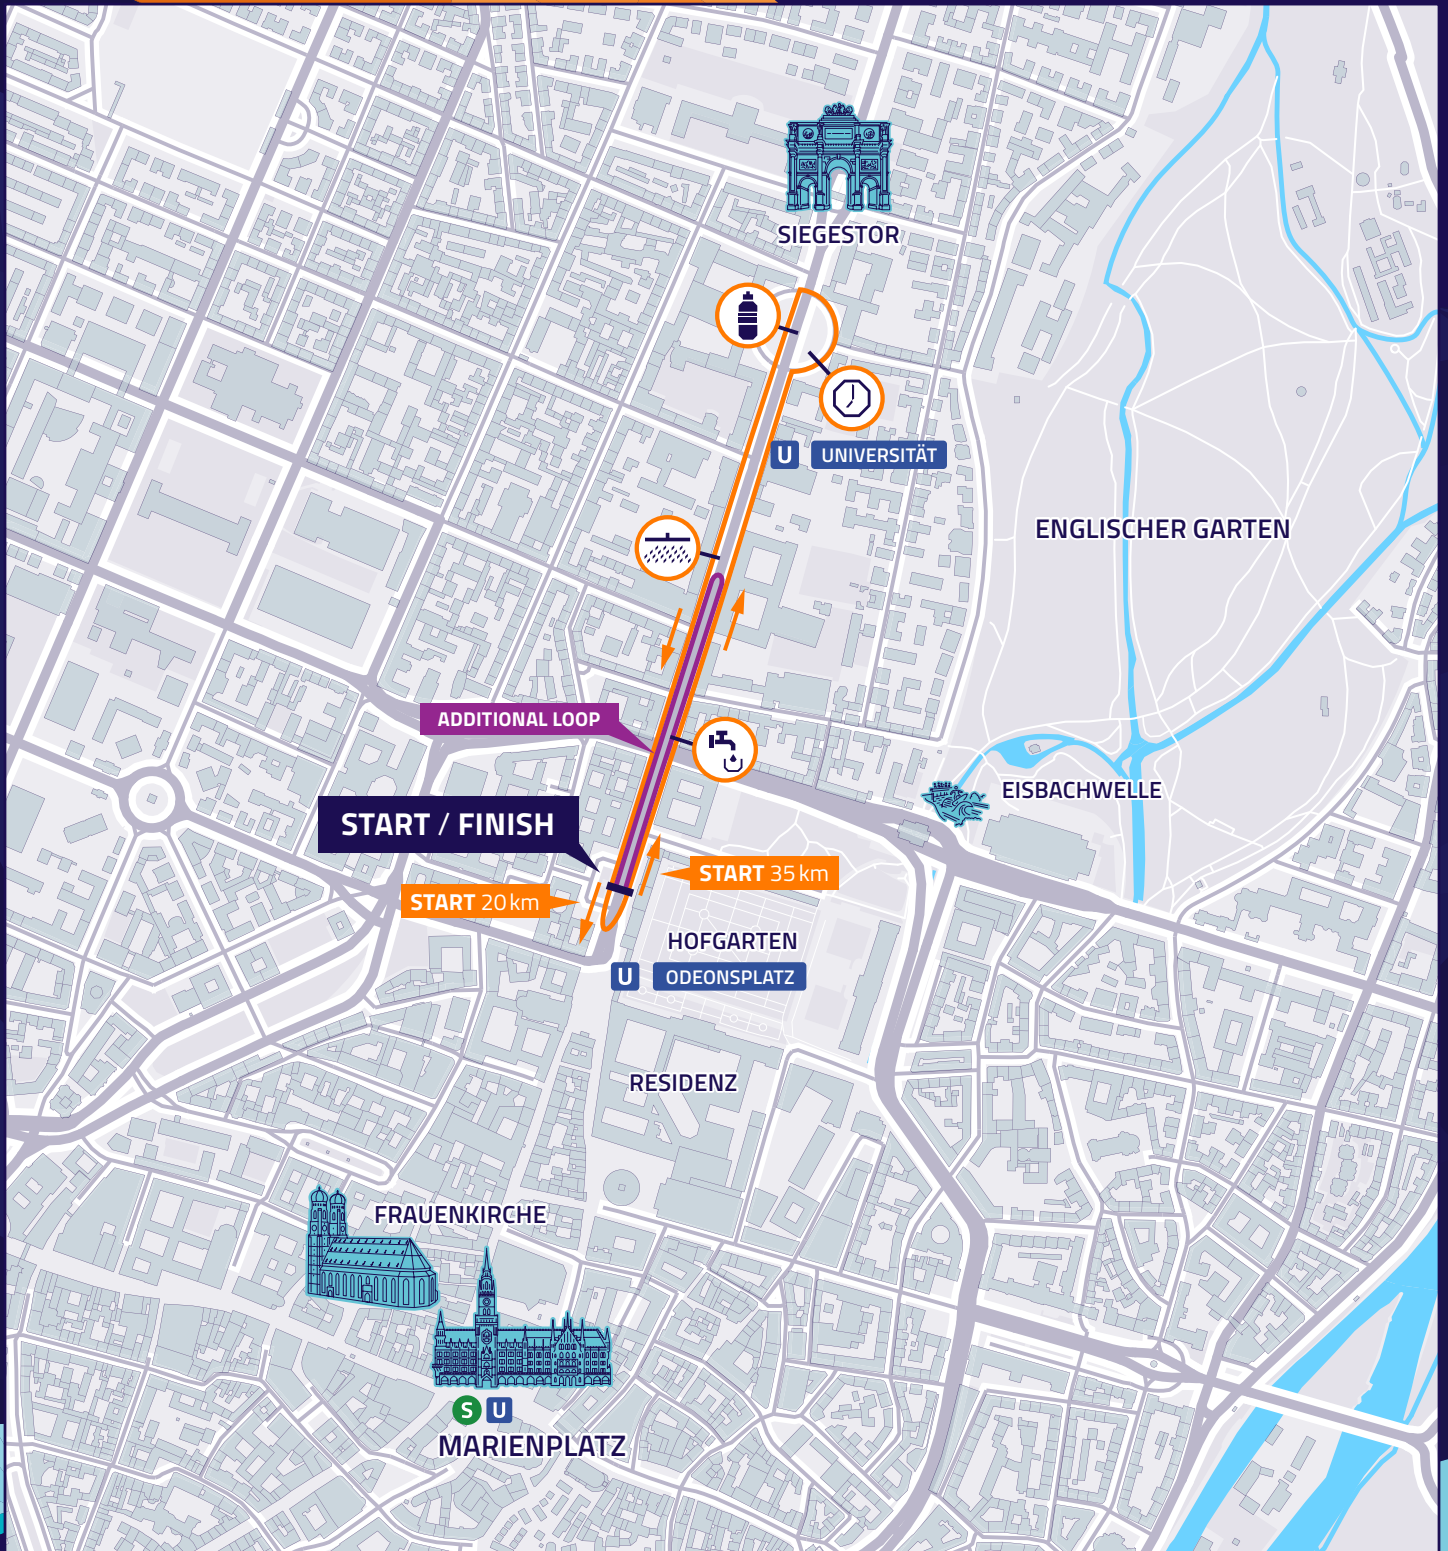 SIEGESTOR
U UNIVERSITÄT
ENGLISCHER GARTEN
ADDITIONAL LOOP
EISBACHWELLE
START / FINISH
START 35 km
START 20 km
HOFGARTEN
U ODEONSPLATZ
RESIDENZ
FRAUENKIRCHE
S U
MARIENPLATZ